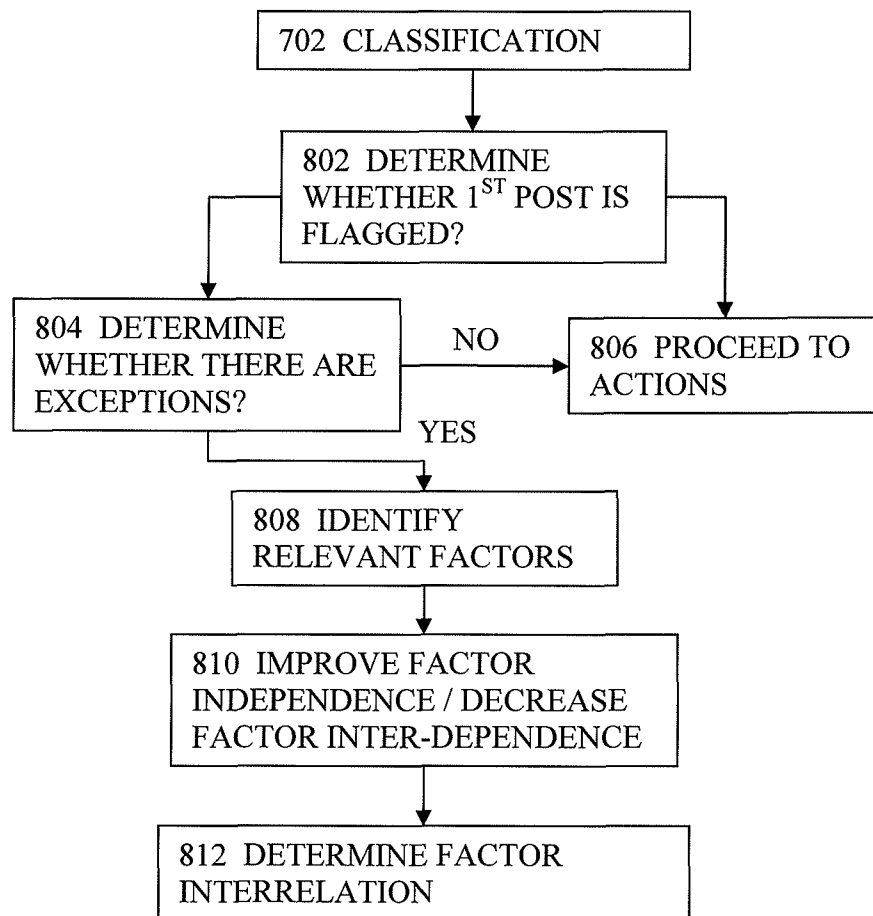 702 CLASSIFICATION
802 DETERMINE
WHETHER 1ST POST IS
FLAGGED?
804 DETERMINE
WHETHER THERE ARE
EXCEPTIONS?
NO
806 PROCEED TO
ACTIONS
YES
808 IDENTIFY
RELEVANT FACTORS
810 IMPROVE FACTOR
INDEPENDENCE / DECREASE
FACTOR INTER-DEPENDENCE
812 DETERMINE FACTOR
INTERRELATION